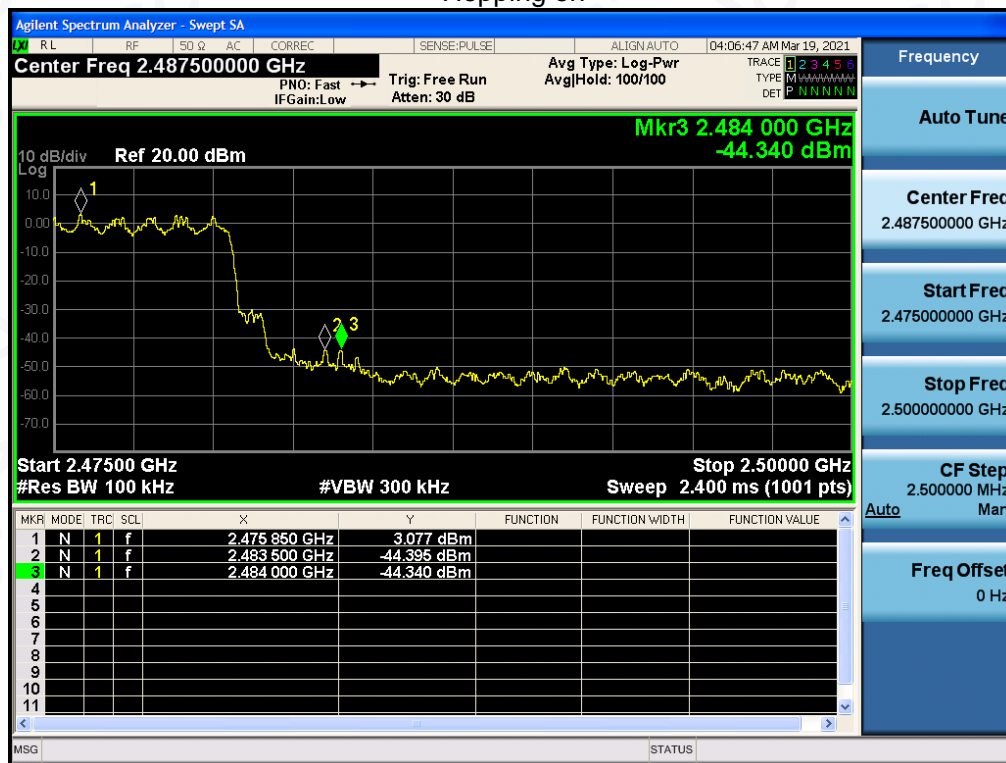 Hopping on
Agilent Spectrum Analyzer - Swept SA
LXI RL RF 50 Ω AC CORREC SENSE:PULSE ALIGN AUTO 04:06:47 AM Mar 19, 2021
Center Freq 2.487500000 GHz
PNO: Fast
IFGain:Low
Trig: Free Run
Atten: 30 dB
Avg Type: Log-Pwr
Avg|Hold: 100/100
TRACE 1 2 3 4 5 6
TYPE M WWWWW
DET P N N N N N
Mkr3 2.484 000 GHz
-44.340 dBm
10 dB/div Ref 20.00 dBm
Log
10.0
0.00
-10.0
-20.0
-30.0
-40.0
-50.0
-60.0
-70.0
1
2 3
Start 2.47500 GHz Stop 2.50000 GHz
#Res BW 100 kHz #VBW 300 kHz Sweep 2.400 ms (1001 pts)
MKR MODE TRC SCL X Y FUNCTION FUNCTION WIDTH FUNCTION VALUE
1 N 1 f 2.475 850 GHz 3.077 dBm
2 N 1 f 2.483 500 GHz -44.395 dBm
3 N 1 f 2.484 000 GHz -44.340 dBm
4
5
6
7
8
9
10
11
MSG STATUS
Frequency
Auto Tune
Center Freq
2.487500000 GHz
Start Freq
2.475000000 GHz
Stop Freq
2.500000000 GHz
CF Step
2.500000 MHz
Auto Man
Freq Offset
0 Hz